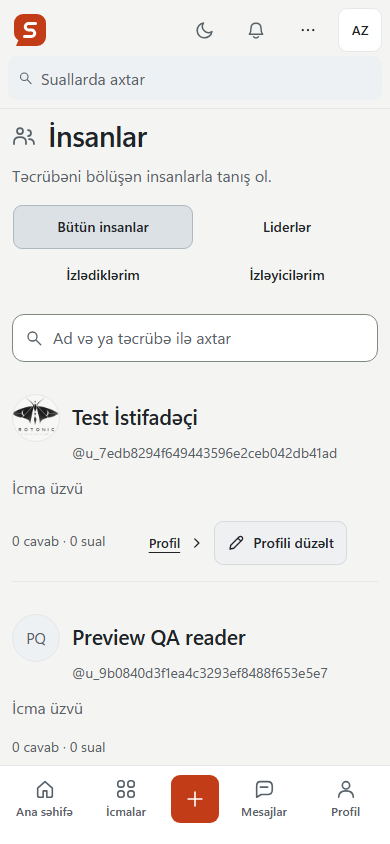 S
AZ
Suallarda axtar
İnsanlar
Təcrübəni bölüşən insanlarla tanış ol.
Bütün insanlar
Liderlər
İzlədiklərim
İzləyicilərim
Ad və ya təcrübə ilə axtar
ROTONIC
Test İstifadəçi
@u_7edb8294f649443596e2ceb042db41ad
İcma üzvü
0 cavab · 0 sual
Profil
Profili düzəlt
PQ
Preview QA reader
@u_9b0840d3f1ea4c3293ef8488f653e5e7
İcma üzvü
0 cavab · 0 sual
Ana səhifə
İcmalar
Mesajlar
Profil